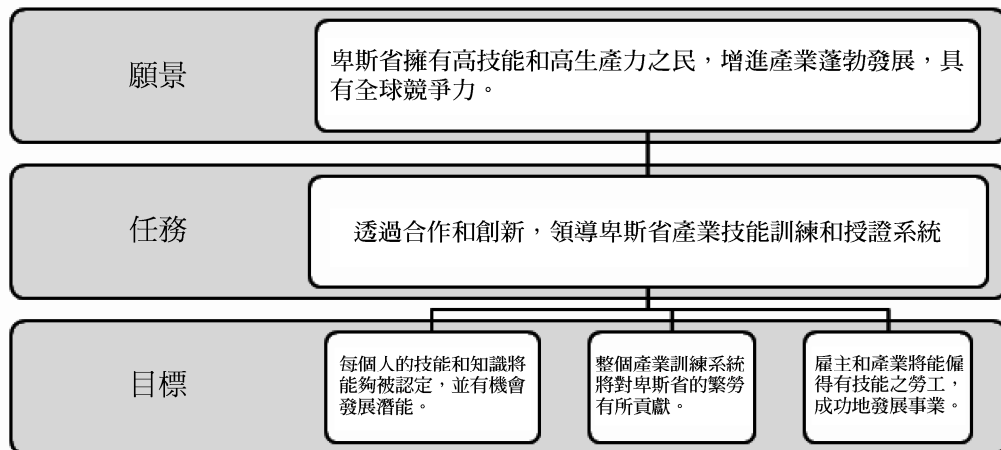 願景
卑斯省擁有高技能和高生產力之民，增進產業蓬勃發展，具
有全球競爭力。
任務
透過合作和創新，領導卑斯省產業技能訓練和授證系統
目標
每個人的技能和知識將
能夠被認定，並有機會
發展潛能。
整個產業訓練系統
將對卑斯省的繁勞
有所貢獻。
雇主和產業將能僱
得有技能之勞工，
成功地發展事業。